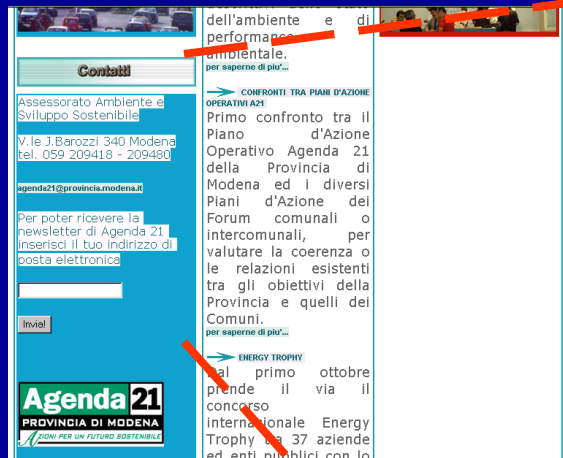 Contatti
Assessorato Ambiente e
Sviluppo Sostenibile
V.le J.Barozzi 340 Modena
tel. 059 209418 - 209480
agenda21@provincia.modena.it
Per poter ricevere la
newsletter di Agenda 21
inserisci il tuo indirizzo di
posta elettronica
Invia!
Agenda 21
PROVINCIA DI MODENA
AZIONI PER UN FUTURO SOSTENIBILE
dell'ambiente e di
performance
ambientale.
per saperne di piu'...
CONFRONTI TRA PIANI D'AZIONE
OPERATIVI A21
Primo confronto tra il
Piano d'Azione
Operativo Agenda 21
della Provincia di
Modena ed i diversi
Piani d'Azione dei
Forum comunali o
intercomunali, per
valutare la coerenza o
le relazioni esistenti
tra gli obiettivi della
Provincia e quelli dei
Comuni.
per saperne di piu'...
ENERGY TROPHY
Dal primo ottobre
prende il via il
concorso
internazionale Energy
Trophy tra 37 aziende
ed enti pubblici con lo